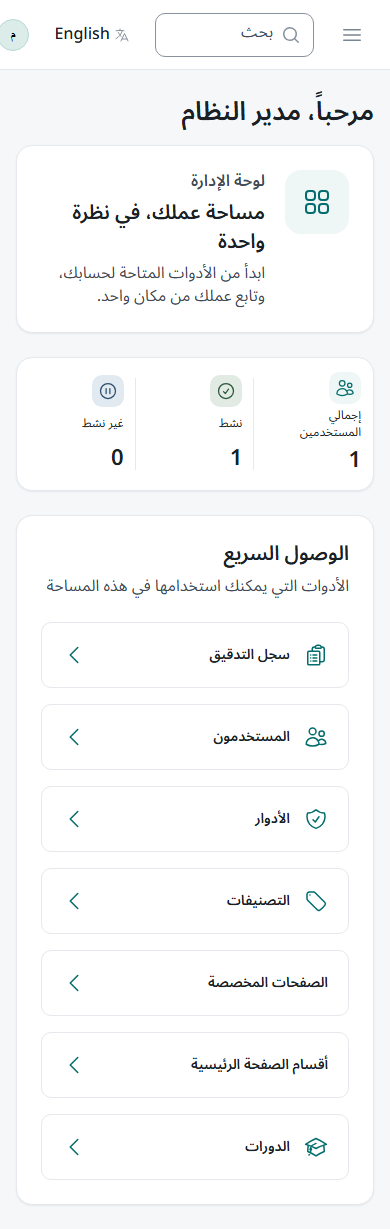 بحث
English
م
مرحباً، مدير النظام
لوحة الإدارة
مساحة عملك، في نظرة
واحدة
ابدأ من الأدوات المتاحة لحسابك،
وتابع عملك من مكان واحد.
إجمالي
المستخدمين
1
نشط
1
غير نشط
0
الوصول السريع
الأدوات التي يمكنك استخدامها في هذه المساحة
سجل التدقيق
المستخدمون
الأدوار
التصنيفات
الصفحات المخصصة
أقسام الصفحة الرئيسية
الدورات